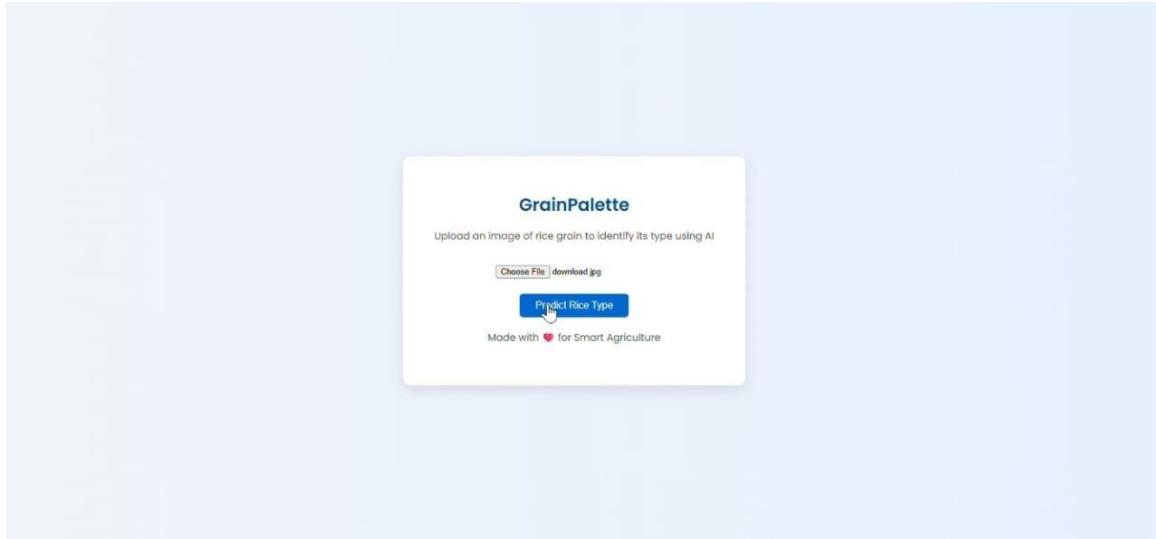 GrainPalette
Upload an image of rice grain to identify its type using AI
Choose File download.jpg
Predict Rice Type
Made with ❤️ for Smart Agriculture